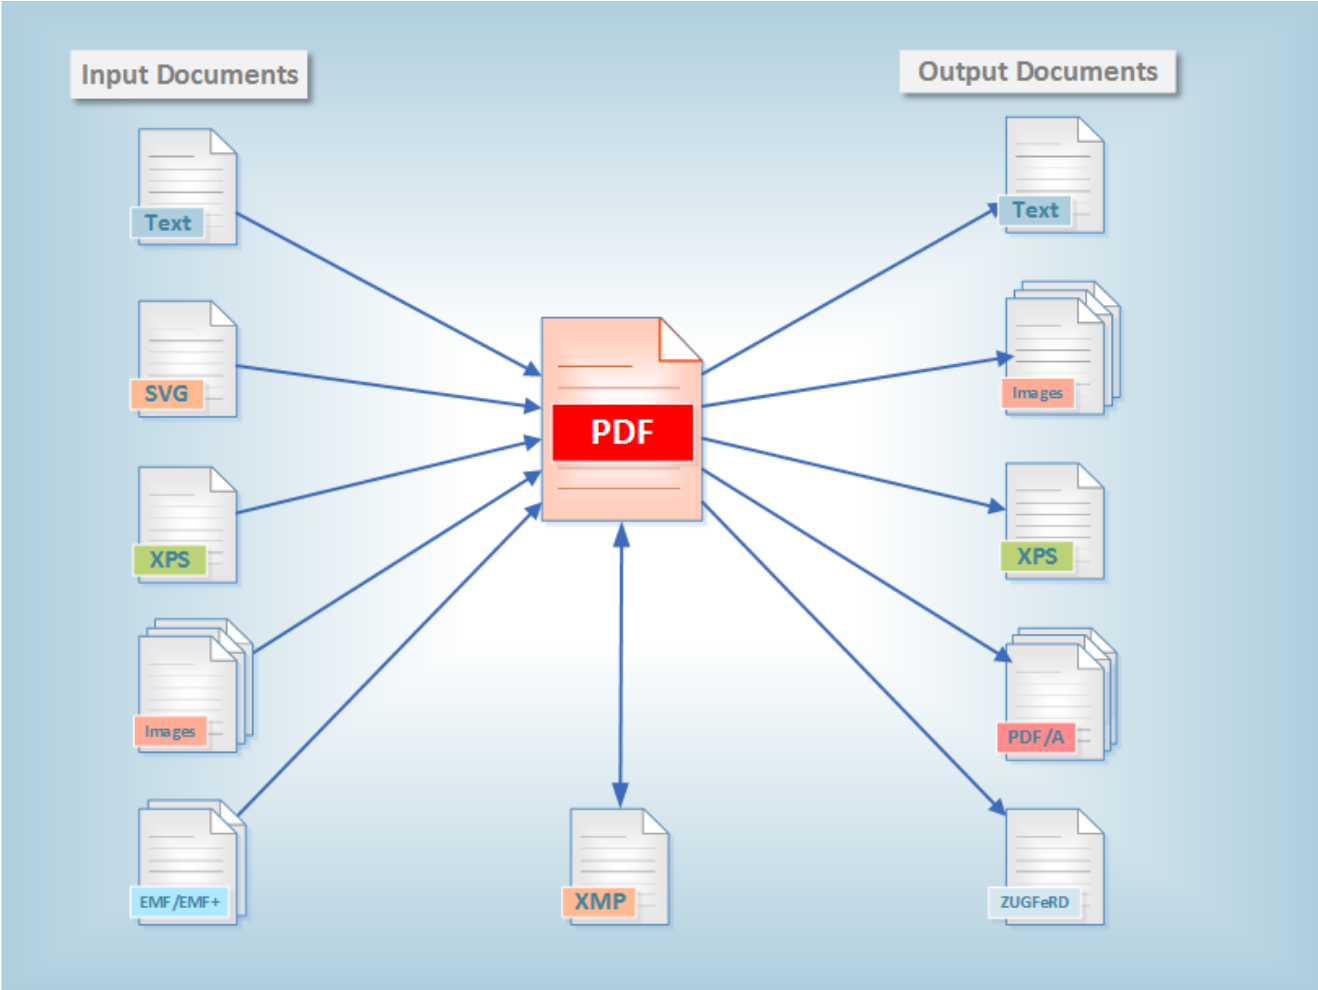 Input Documents
Output Documents
Text
SVG
XPS
Images
EMF/EMF+
PDF
XMP
Text
Images
XPS
PDF/A
ZUGFeRD